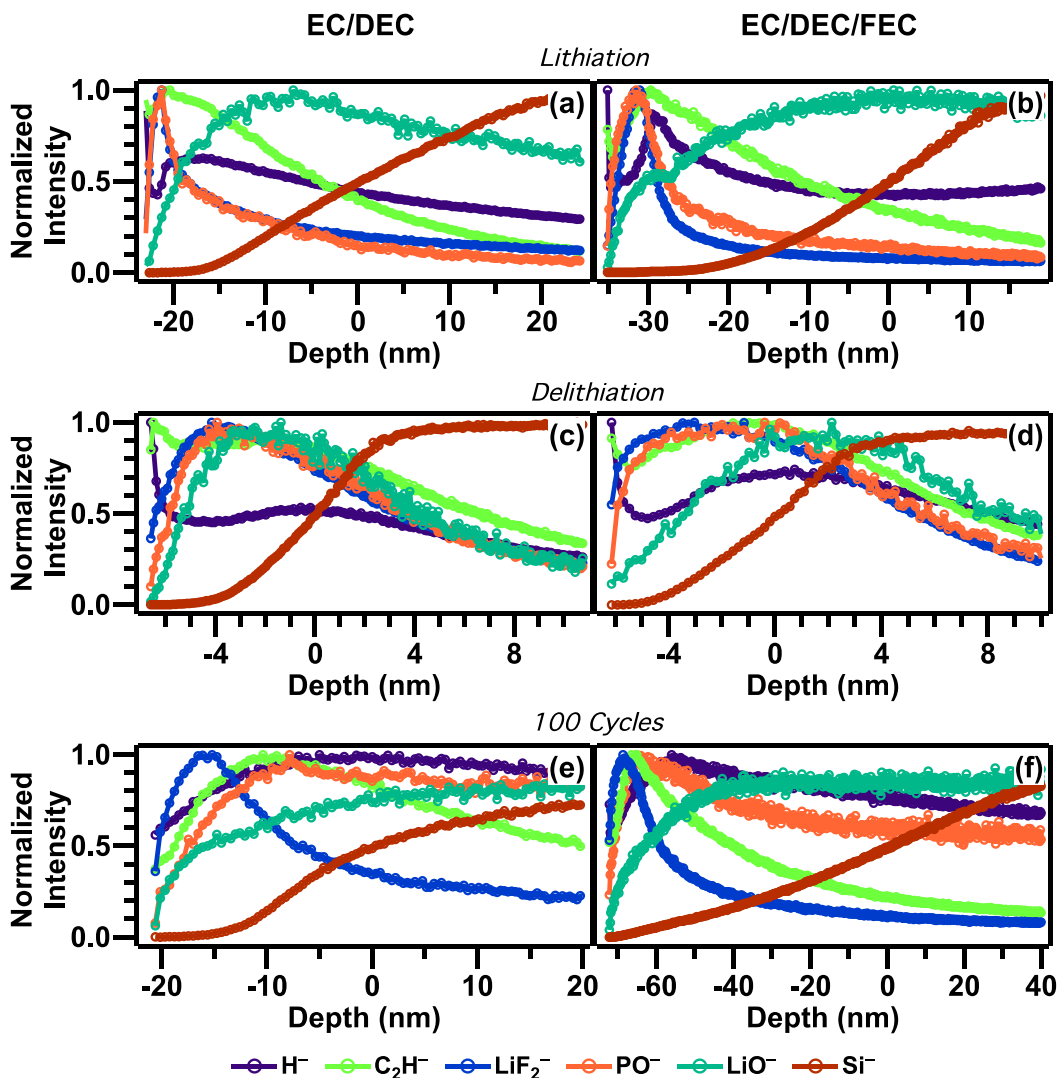 EC/DEC EC/DEC/FEC
Lithiation
Normalized
Intensity
1.0
0.5
0.0
(a)
(b)
-20 -10 0 10 20
-30 -20 -10 0 10
Depth (nm) Depth (nm)
Delithiation
Normalized
Intensity
1.0
0.5
0.0
(c)
(d)
-4 0 4 8
-4 0 4 8
Depth (nm) Depth (nm)
100 Cycles
Normalized
Intensity
1.0
0.5
0.0
(e)
(f)
-20 -10 0 10 20
-60 -40 -20 0 20 40
Depth (nm) Depth (nm)
H⁻ C₂H⁻ LiF₂⁻ PO⁻ LiO⁻ Si⁻